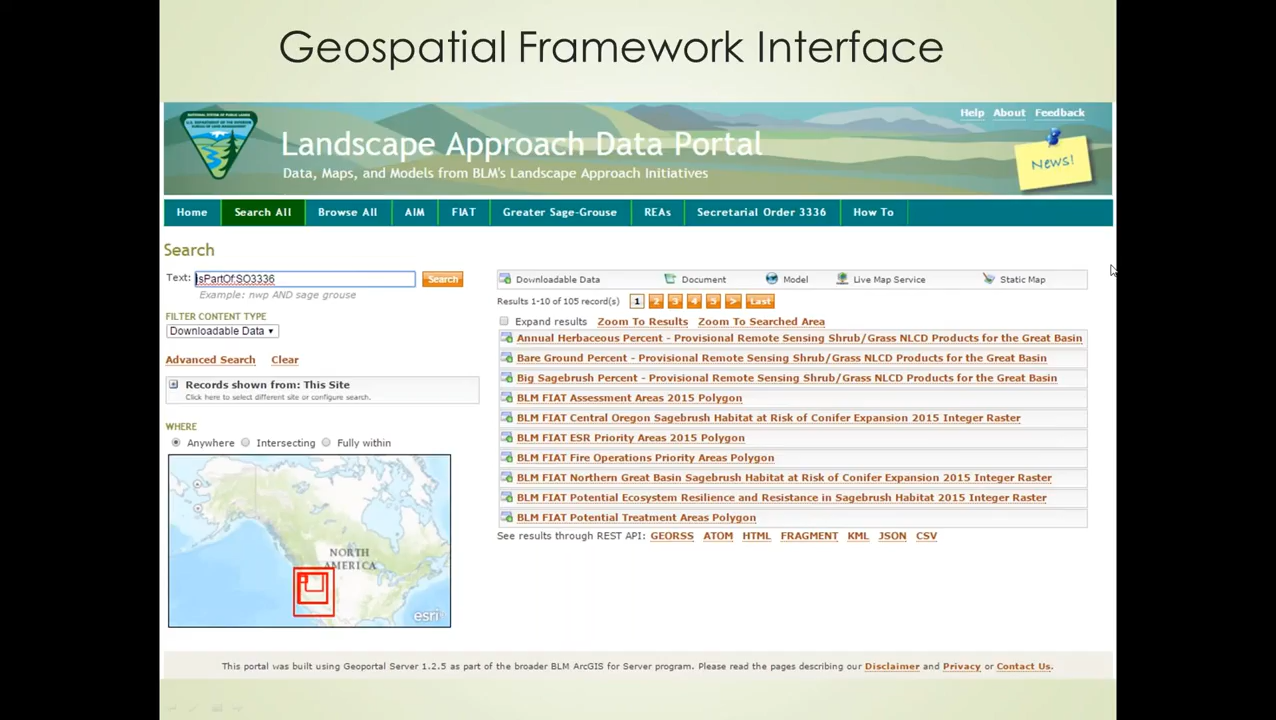 Geospatial Framework Interface
Help About Feedback
Landscape Approach Data Portal
News!
Data, Maps, and Models from BLM's Landscape Approach Initiatives
Home Search All Browse All AIM FIAT Greater Sage-Grouse REAs Secretarial Order 3336 How To
Search
Text: isPartOf:SO3336 Search
Example: nwp AND sage grouse
FILTER CONTENT TYPE
Downloadable Data
Advanced Search Clear
Records shown from: This Site
Click here to select different site or configure search.
WHERE
Anywhere Intersecting Fully within
NORTH
AMERICA
esri
Downloadable Data Document Model Live Map Service Static Map
Results 1-10 of 105 record(s) 1 2 3 4 5 > Last
Expand results Zoom To Results Zoom To Searched Area
Annual Herbaceous Percent - Provisional Remote Sensing Shrub/Grass NLCD Products for the Great Basin
Bare Ground Percent - Provisional Remote Sensing Shrub/Grass NLCD Products for the Great Basin
Big Sagebrush Percent - Provisional Remote Sensing Shrub/Grass NLCD Products for the Great Basin
BLM FIAT Assessment Areas 2015 Polygon
BLM FIAT Central Oregon Sagebrush Habitat at Risk of Conifer Expansion 2015 Integer Raster
BLM FIAT ESR Priority Areas 2015 Polygon
BLM FIAT Fire Operations Priority Areas Polygon
BLM FIAT Northern Great Basin Sagebrush Habitat at Risk of Conifer Expansion 2015 Integer Raster
BLM FIAT Potential Ecosystem Resilience and Resistance in Sagebrush Habitat 2015 Integer Raster
BLM FIAT Potential Treatment Areas Polygon
See results through REST API: GEORSS ATOM HTML FRAGMENT KML JSON CSV
This portal was built using Geoportal Server 1.2.5 as part of the broader BLM ArcGIS for Server program. Please read the pages describing our Disclaimer and Privacy or Contact Us.